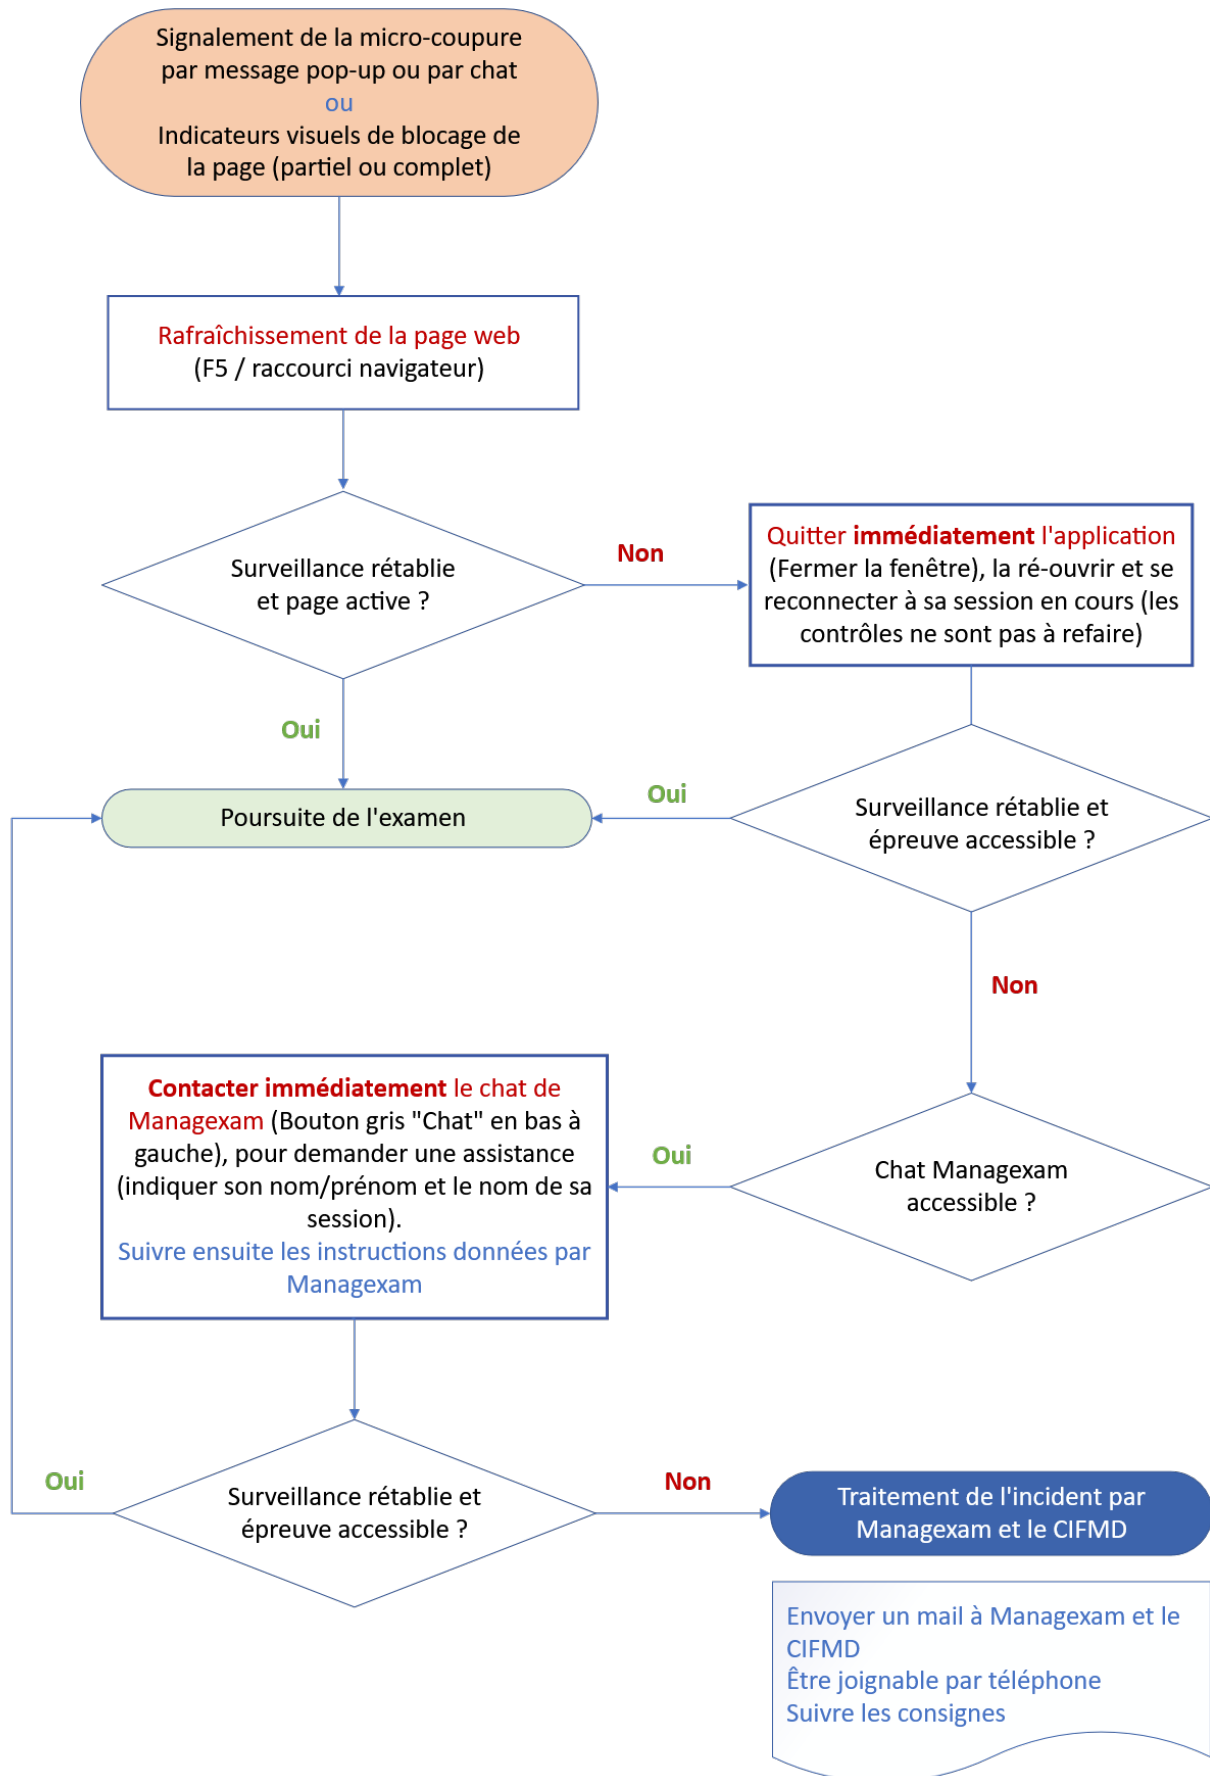 Signalement de la micro-coupure
par message pop-up ou par chat
ou
Indicateurs visuels de blocage de
la page (partiel ou complet)
Rafraîchissement de la page web
(F5 / raccourci navigateur)
Surveillance rétablie
et page active ?
Non
Quitter immédiatement l'application
(Fermer la fenêtre), la ré-ouvrir et se
reconnecter à sa session en cours (les
contrôles ne sont pas à refaire)
Oui
Poursuite de l'examen
Oui
Surveillance rétablie et
épreuve accessible ?
Non
Contacter immédiatement le chat de
Managexam (Bouton gris "Chat" en bas à
gauche), pour demander une assistance
(indiquer son nom/prénom et le nom de sa
session).
Suivre ensuite les instructions données par
Managexam
Oui
Chat Managexam
accessible ?
Oui
Surveillance rétablie et
épreuve accessible ?
Non
Traitement de l'incident par
Managexam et le CIFMD
Envoyer un mail à Managexam et le
CIFMD
Être joignable par téléphone
Suivre les consignes